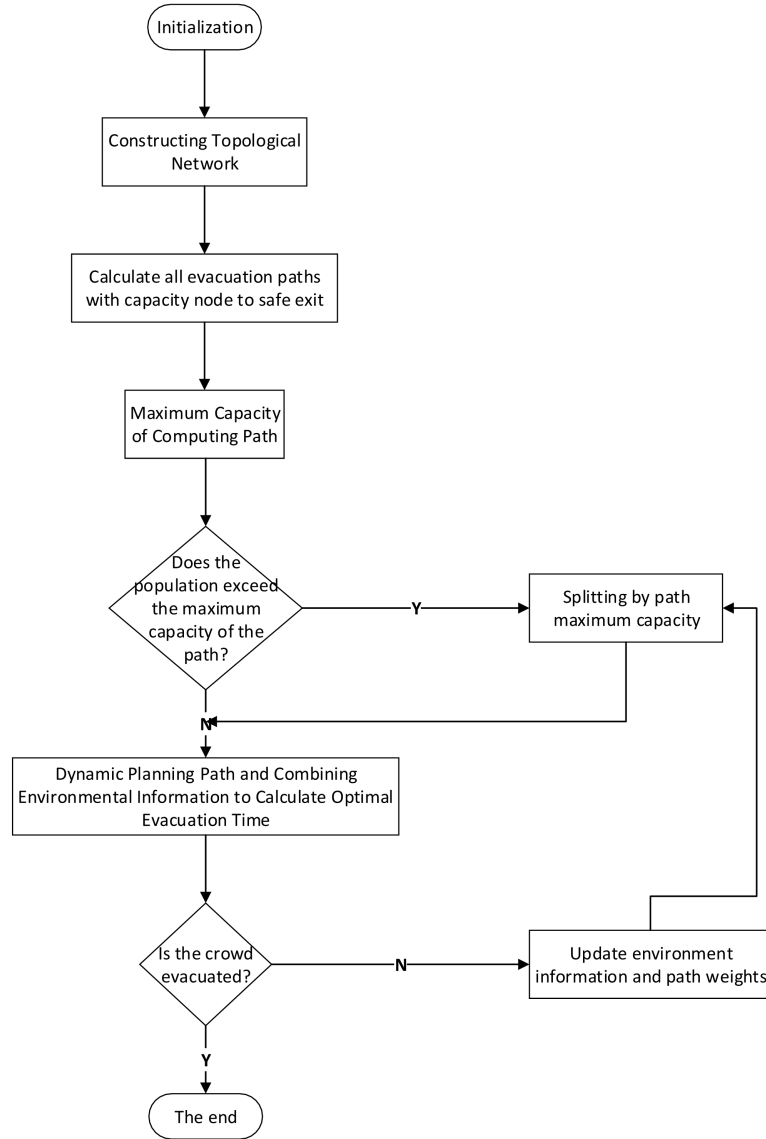 Initialization
Constructing Topological
Network
Calculate all evacuation paths
with capacity node to safe exit
Maximum Capacity
of Computing Path
Does the
population exceed
the maximum
capacity of the
path?
Y
Splitting by path
maximum capacity
N
Dynamic Planning Path and Combining
Environmental Information to Calculate Optimal
Evacuation Time
Is the crowd
evacuated?
N
Update environment
information and path weights
Y
The end